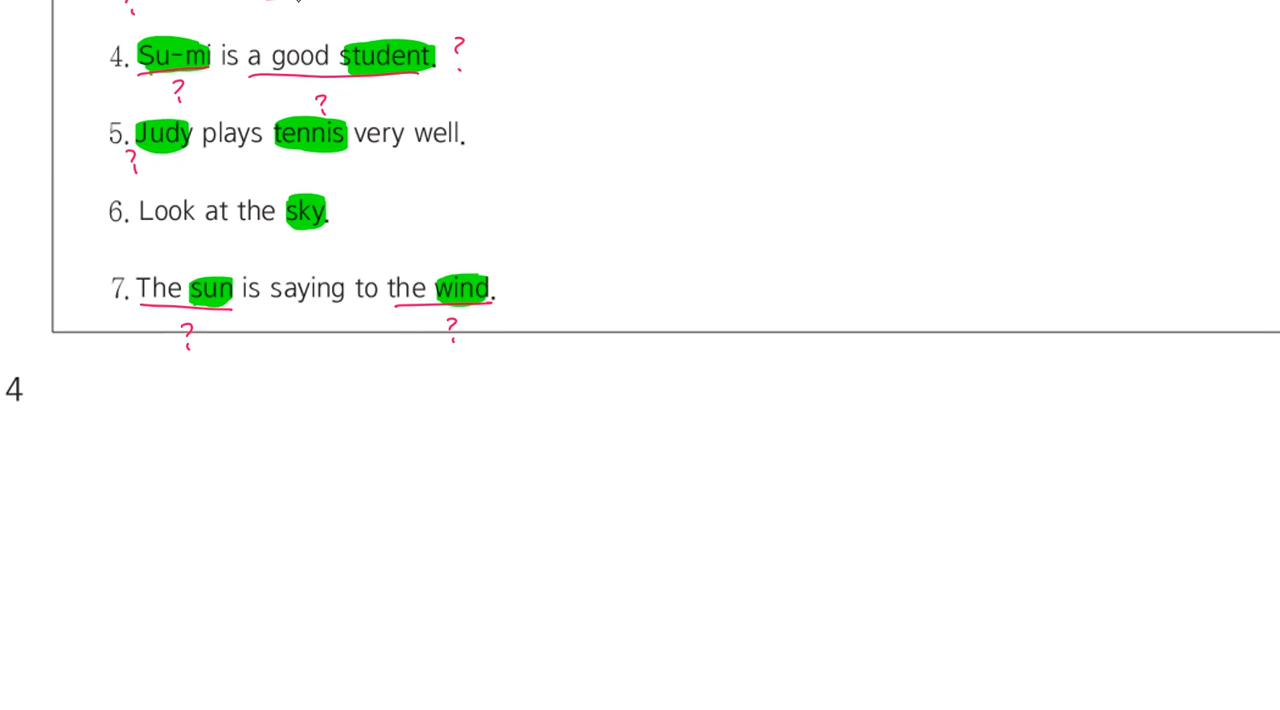 ?
4. Su-mi is a good student. ?
? ?
5. Judy plays tennis very well.
?
6. Look at the sky.
7. The sun is saying to the wind.
? ?
4